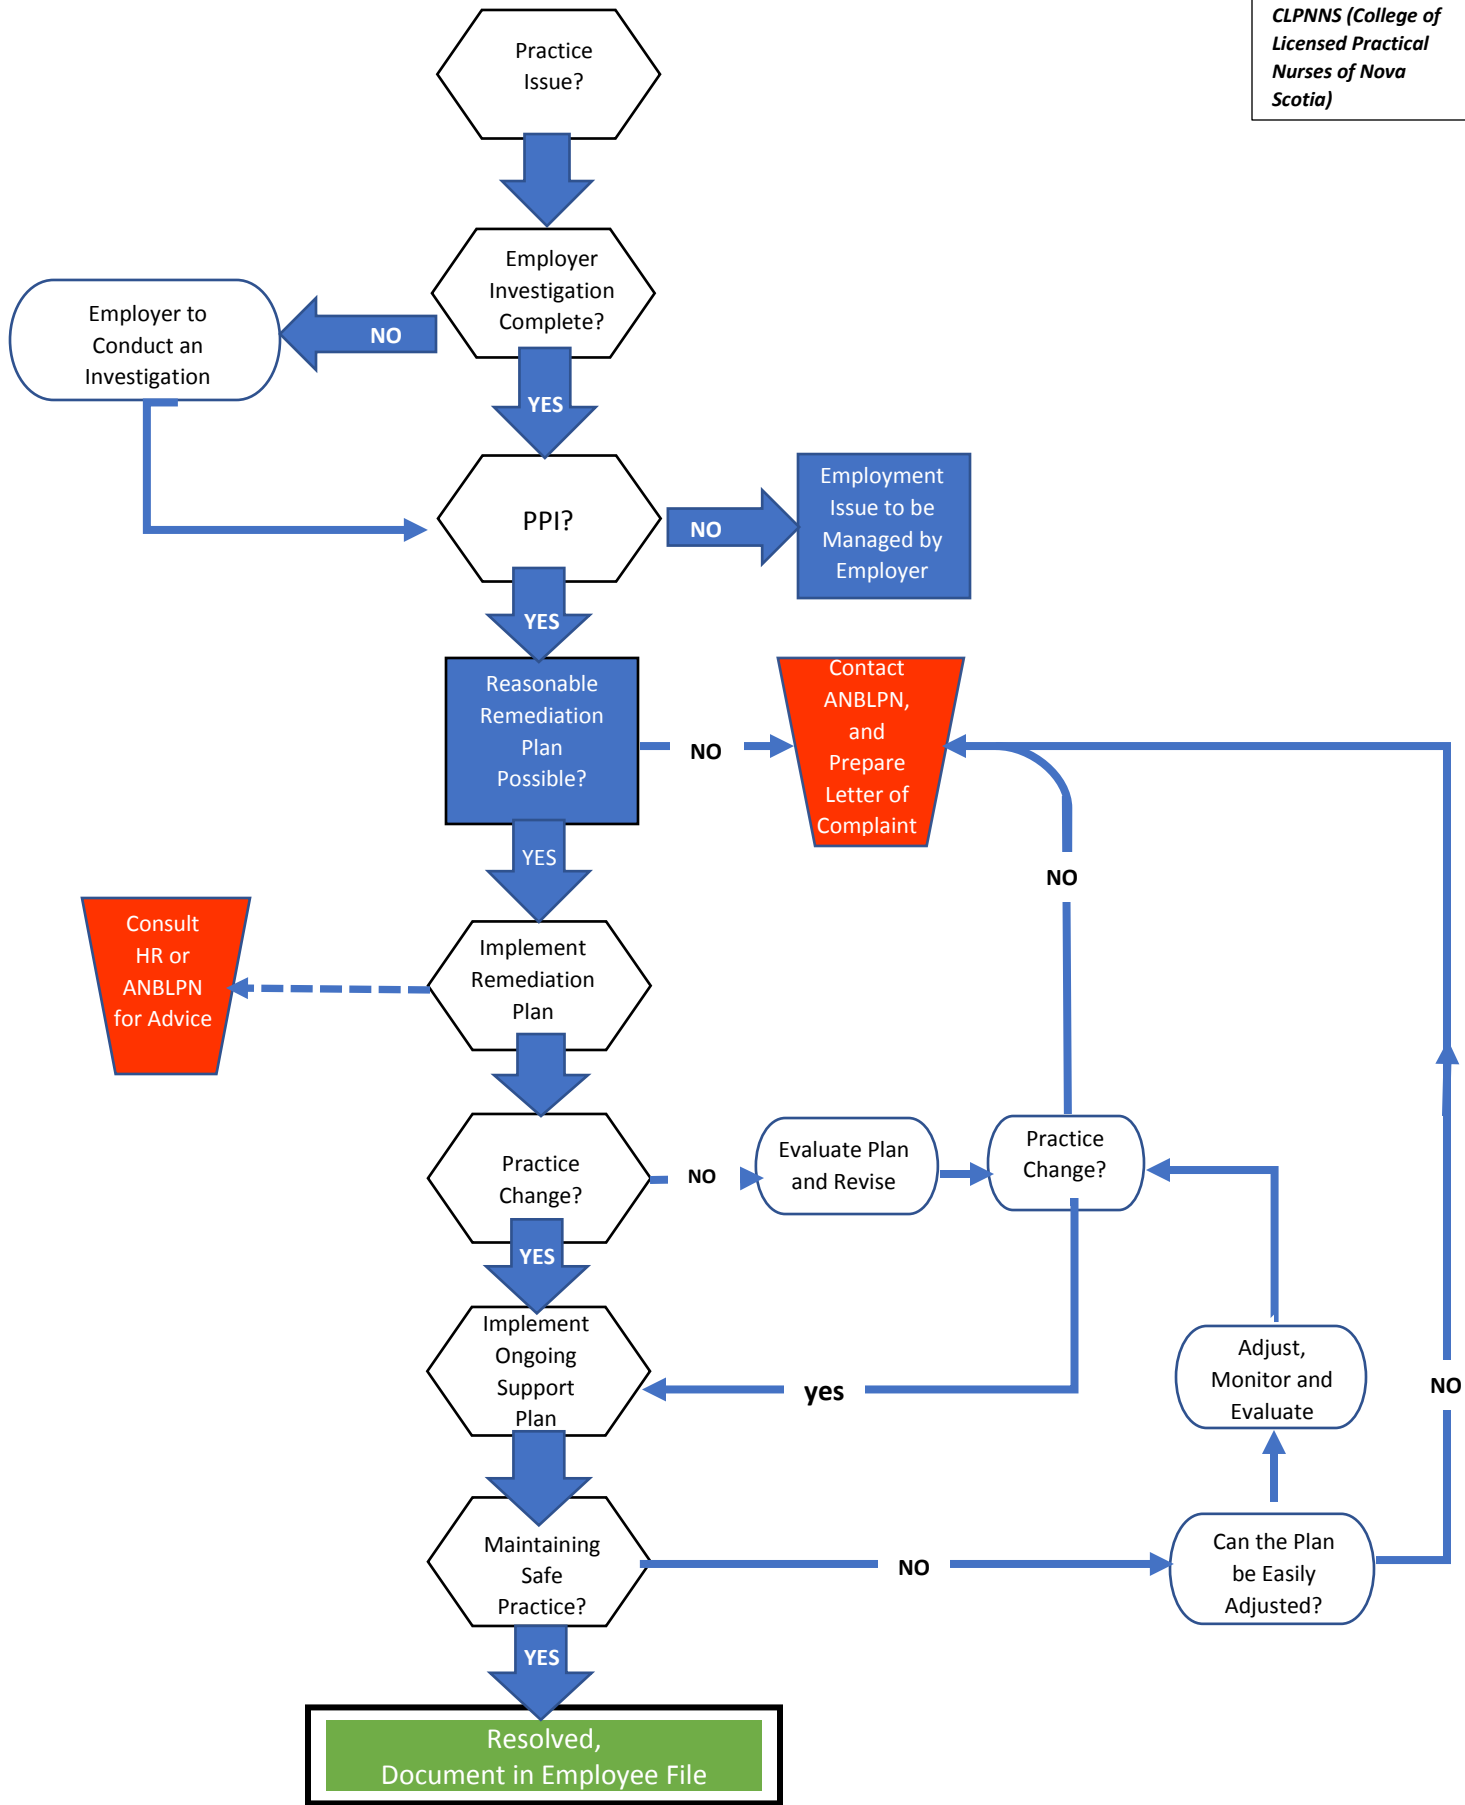 CLPNNS (College of
Licensed Practical
Nurses of Nova
Scotia)
Practice
Issue?
Employer
Investigation
Complete?
Employer to
Conduct an
Investigation
NO
YES
PPI?
NO
Employment
Issue to be
Managed by
Employer
YES
Reasonable
Remediation
Plan
Possible?
NO
Contact
ANBLPN,
and
Prepare
Letter of
Complaint
YES
NO
Consult
HR or
ANBLPN
for Advice
Implement
Remediation
Plan
Practice
Change?
NO
Evaluate Plan
and Revise
Practice
Change?
YES
Implement
Ongoing
Support
Plan
yes
Adjust,
Monitor and
Evaluate
NO
Maintaining
Safe
Practice?
NO
Can the Plan
be Easily
Adjusted?
YES
Resolved,
Document in Employee File